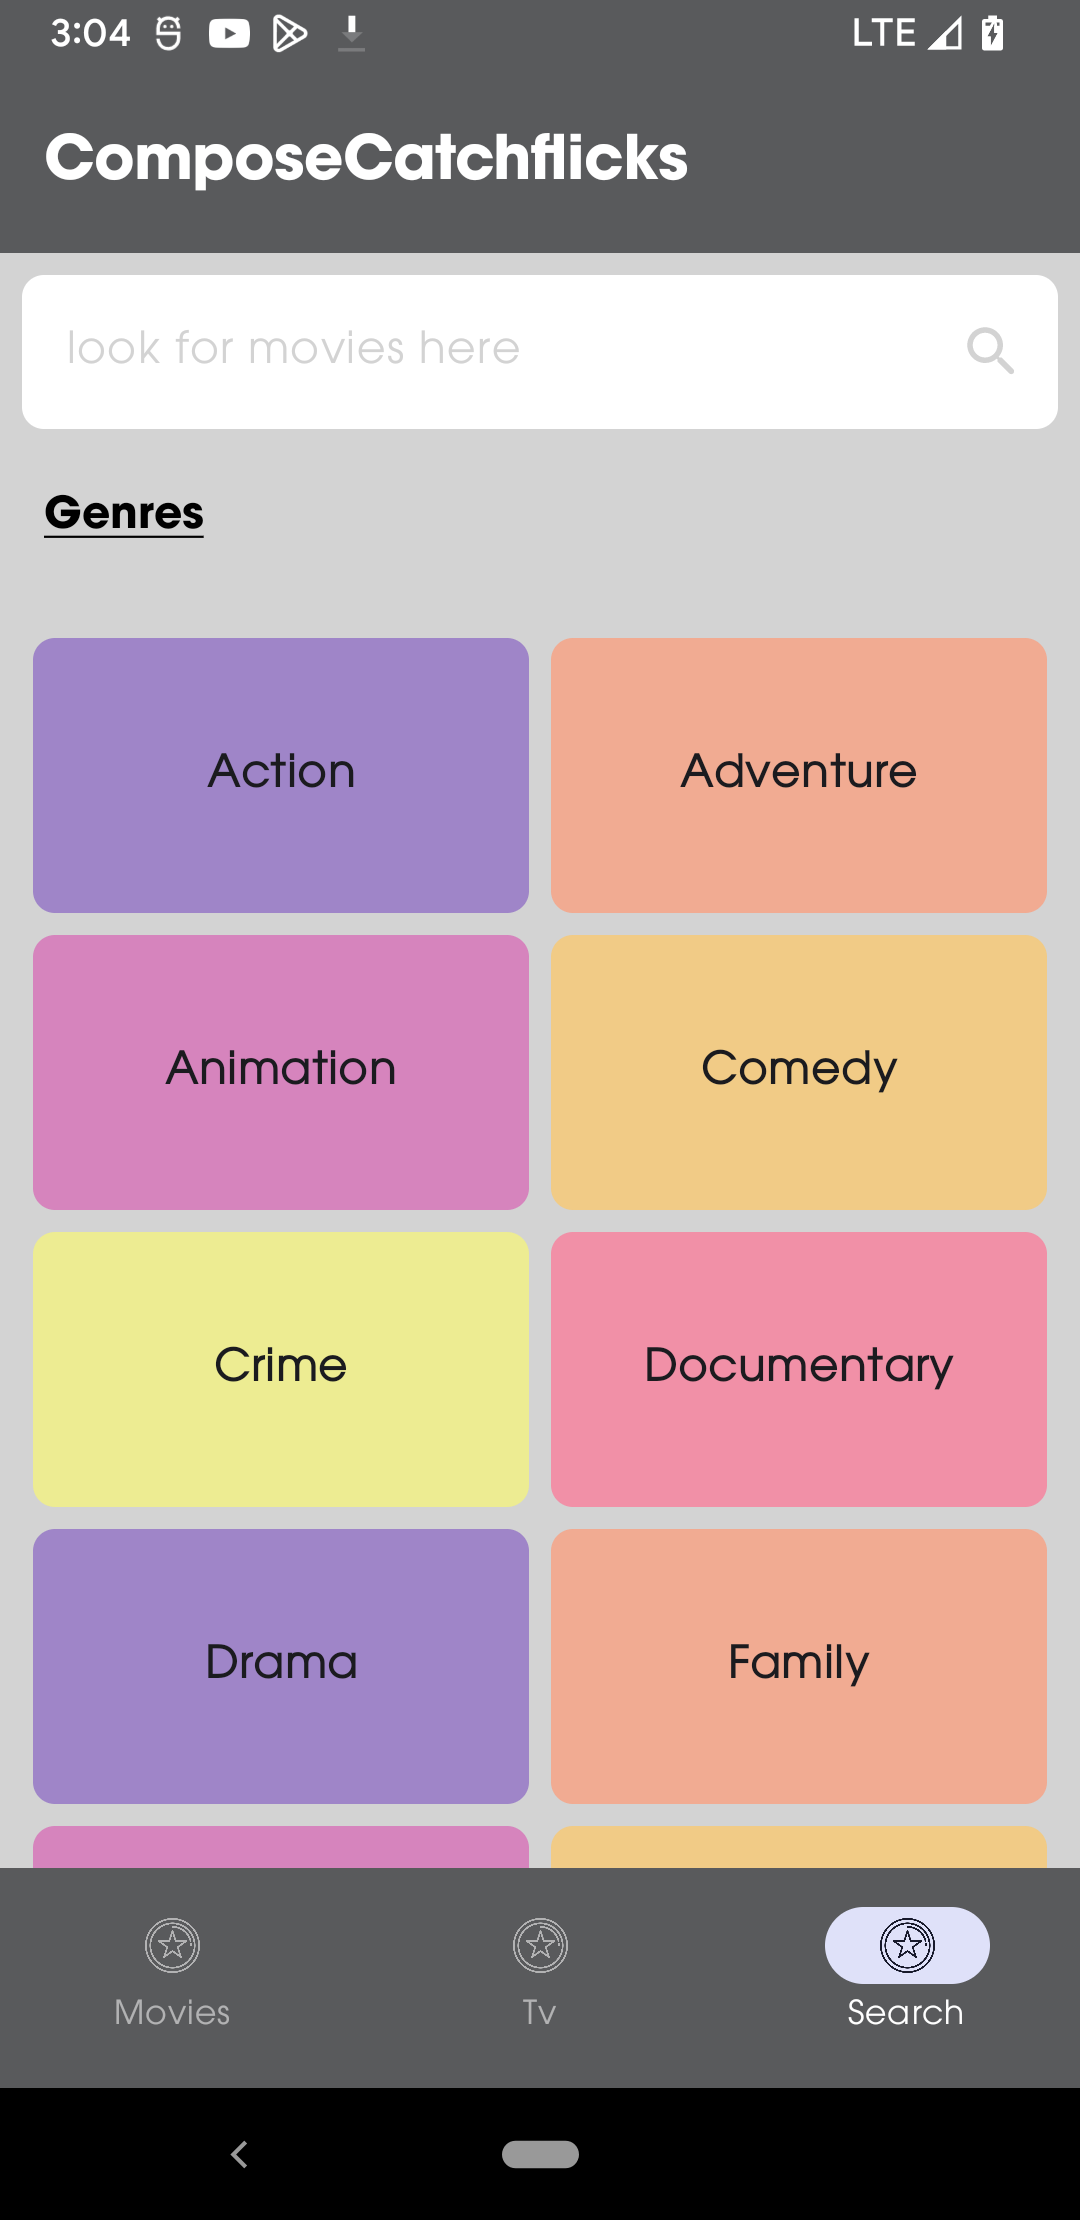 3:04 LTE
ComposeCatchflicks
look for movies here
Genres
Action Adventure
Animation Comedy
Crime Documentary
Drama Family
Movies Tv Search